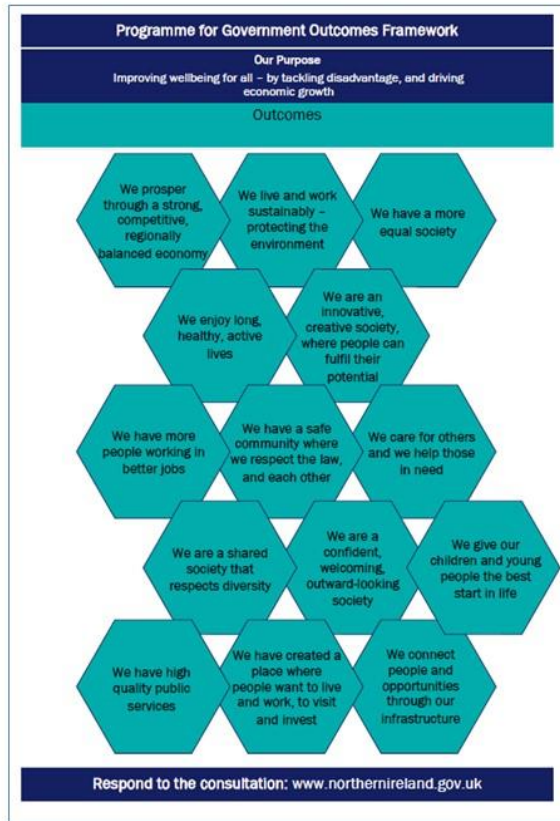 Programme for Government Outcomes Framework
Our Purpose
Improving wellbeing for all – by tackling disadvantage, and driving
economic growth
Outcomes
We prosper
through a strong,
competitive,
regionally
balanced economy
We live and work
sustainably –
protecting the
environment
We have a more
equal society
We enjoy long,
healthy, active
lives
We are an
innovative,
creative society,
where people can
fulfil their
potential
We have more
people working in
better jobs
We have a safe
community where
we respect the law,
and each other
We care for others
and we help those
in need
We are a shared
society that
respects diversity
We are a
confident,
welcoming,
outward-looking
society
We give our
children and young
people the best
start in life
We have high
quality public
services
We have created a
place where
people want to live
and work, to visit
and invest
We connect
people and
opportunities
through our
infrastructure
Respond to the consultation: www.northernireland.gov.uk